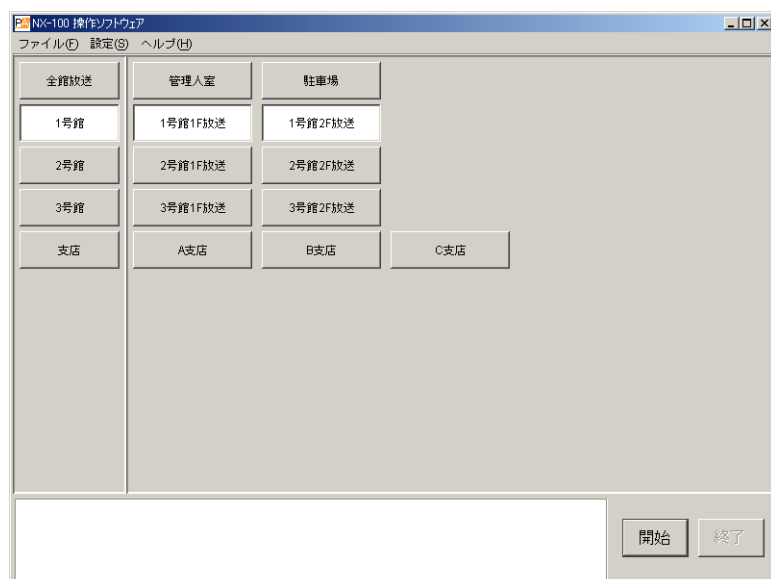 PA NX-100 操作ソフトウェア
ファイル(F) 設定(S) ヘルプ(H)
全館放送 管理人室 駐車場
1号館 1号館1F放送 1号館2F放送
2号館 2号館1F放送 2号館2F放送
3号館 3号館1F放送 3号館2F放送
支店 A支店 B支店 C支店
開始 終了